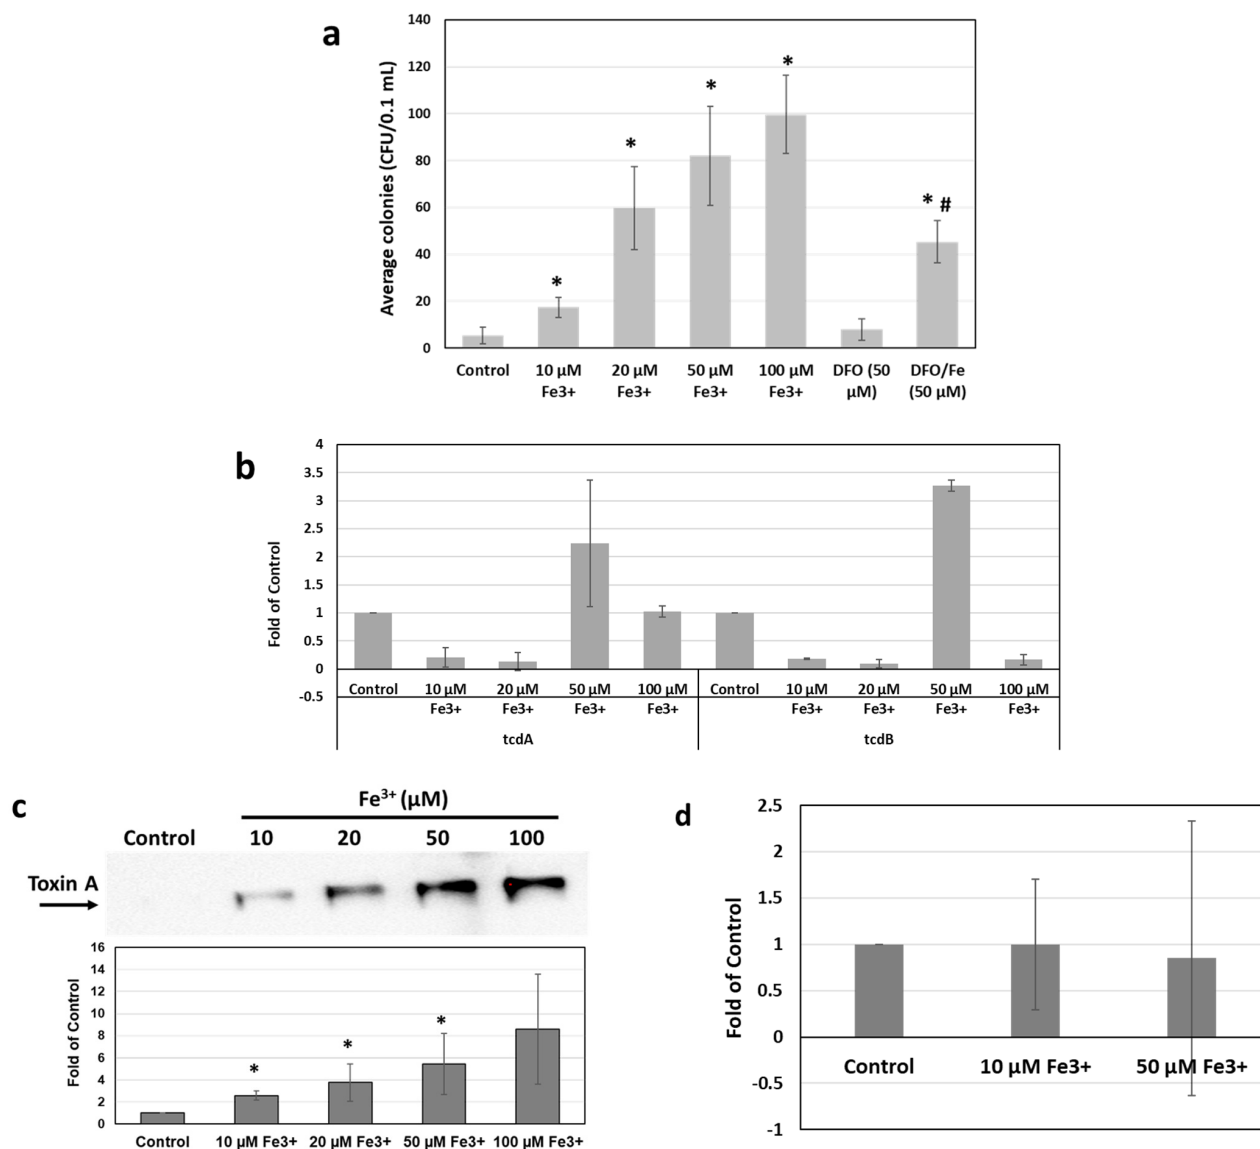 a
Average colonies (CFU/0.1 mL)
140
120
100
80
60
40
20
0
*
*
*
*
* #
Control
10 µM
Fe3+
20 µM
Fe3+
50 µM
Fe3+
100 µM
Fe3+
DFO (50
µM)
DFO/Fe
(50 µM)
b
Fold of Control
4
3.5
3
2.5
2
1.5
1
0.5
0
-0.5
Control
10 µM
Fe3+
20 µM
Fe3+
50 µM
Fe3+
100 µM
Fe3+
Control
10 µM
Fe3+
20 µM
Fe3+
50 µM
Fe3+
100 µM
Fe3+
tcdA
tcdB
c
Fe3+ (µM)
Control 10 20 50 100
Toxin A
Fold of Control
16
14
12
10
8
6
4
2
0
*
*
*
Control
10 µM Fe3+
20 µM Fe3+
50 µM Fe3+
100 µM Fe3+
d
Fold of Control
2.5
2
1.5
1
0.5
0
-0.5
-1
Control
10 µM Fe3+
50 µM Fe3+